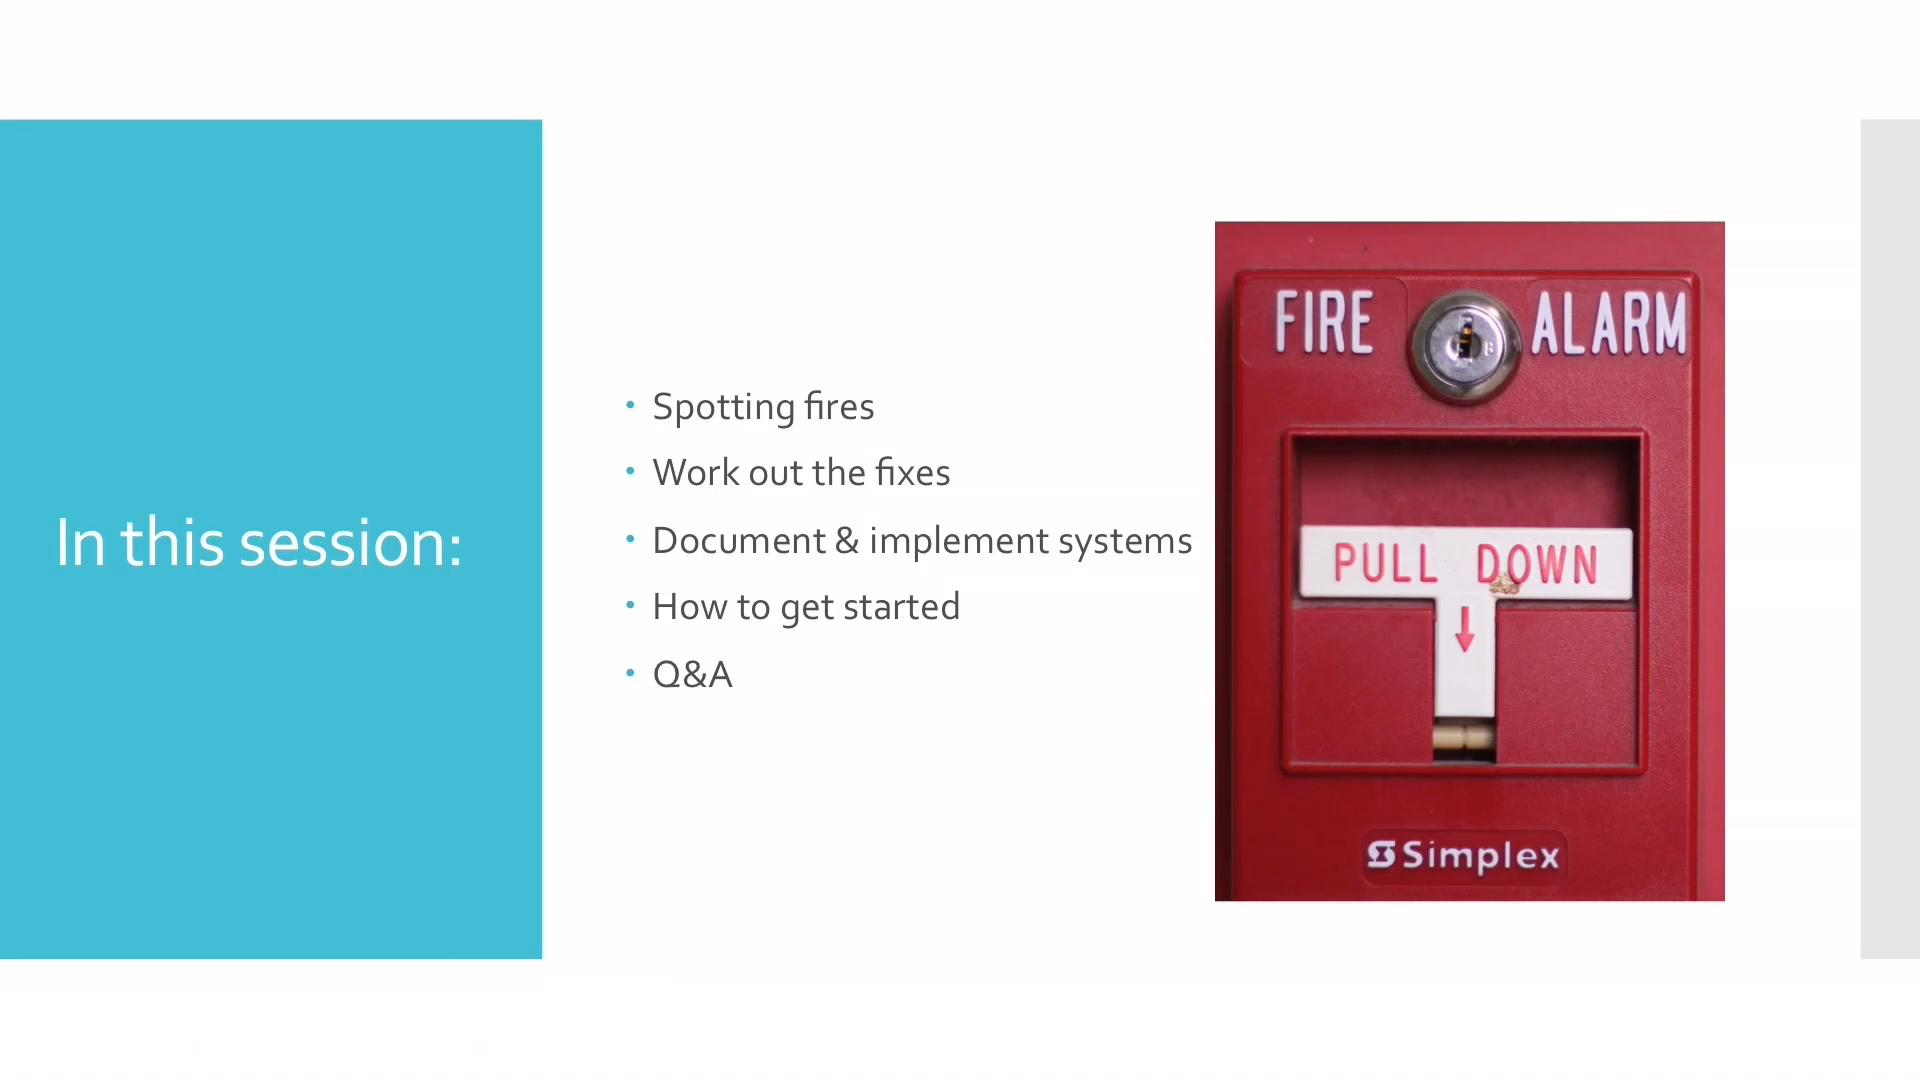 In this session:
• Spotting fires
• Work out the fixes
• Document & implement systems
• How to get started
• Q&A
FIRE ALARM
PULL DOWN
Simplex